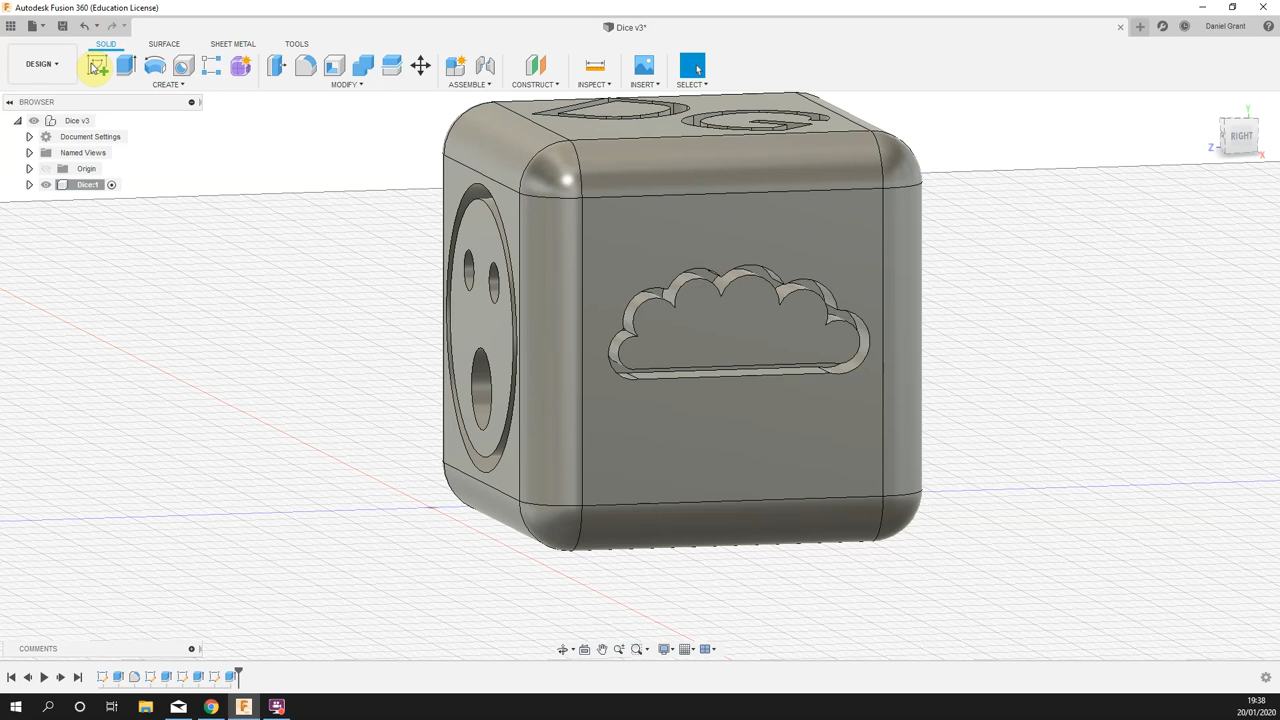 Autodesk Fusion 360 (Education License)
Dice v3*
Daniel Grant
SOLID SURFACE SHEET METAL TOOLS
DESIGN
CREATE MODIFY ASSEMBLE CONSTRUCT INSPECT INSERT SELECT
BROWSER
Dice v3
Document Settings
Named Views
Origin
Dice:1
Y
RIGHT
Z
X
D G
COMMENTS
19:38
20/01/2020